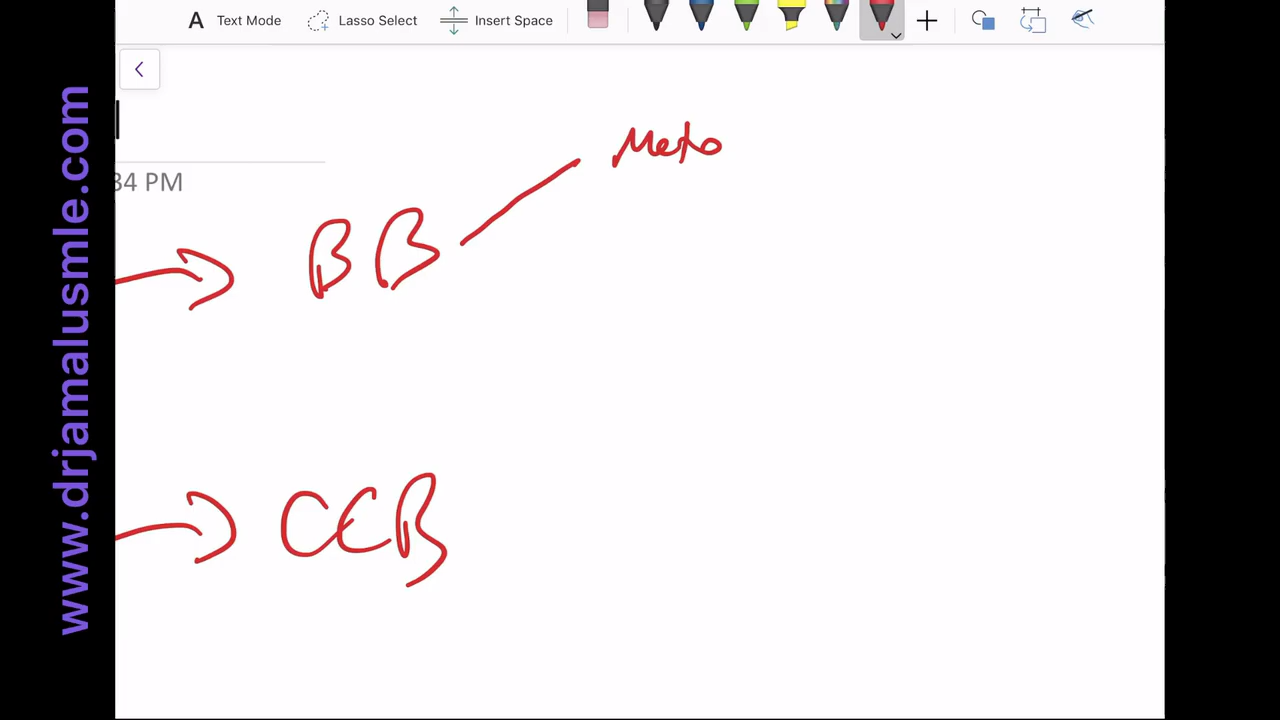 Text Mode Lasso Select Insert Space
www.drjamalusmle.com
34 PM
Meto
BB
CCB